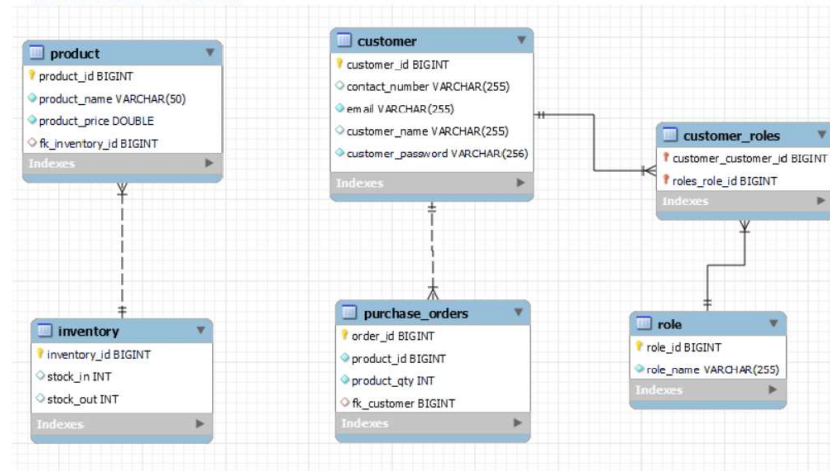 product
product_id BIGINT
product_name VARCHAR(50)
product_price DOUBLE
fk_inventory_id BIGINT
Indexes
customer
customer_id BIGINT
contact_number VARCHAR(255)
email VARCHAR(255)
customer_name VARCHAR(255)
customer_password VARCHAR(256)
Indexes
customer_roles
customer_customer_id BIGINT
roles_role_id BIGINT
Indexes
inventory
inventory_id BIGINT
stock_in INT
stock_out INT
Indexes
purchase_orders
order_id BIGINT
product_id BIGINT
product_qty INT
fk_customer BIGINT
Indexes
role
role_id BIGINT
role_name VARCHAR(255)
Indexes